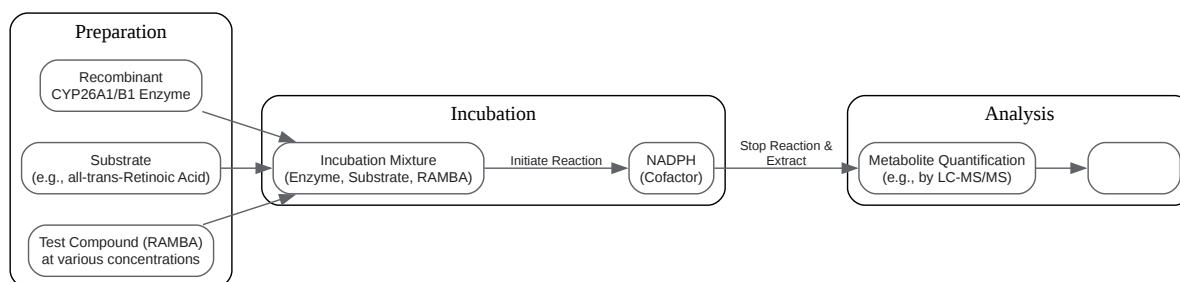 Preparation
Recombinant
CYP26A1/B1 Enzyme
Substrate
(e.g., all-trans-Retinoic Acid)
Test Compound (RAMBA)
at various concentrations
Incubation
Incubation Mixture
(Enzyme, Substrate, RAMBA)
Initiate Reaction
NADPH
(Cofactor)
Stop Reaction &
Extract
Analysis
Metabolite Quantification
(e.g., by LC-MS/MS)